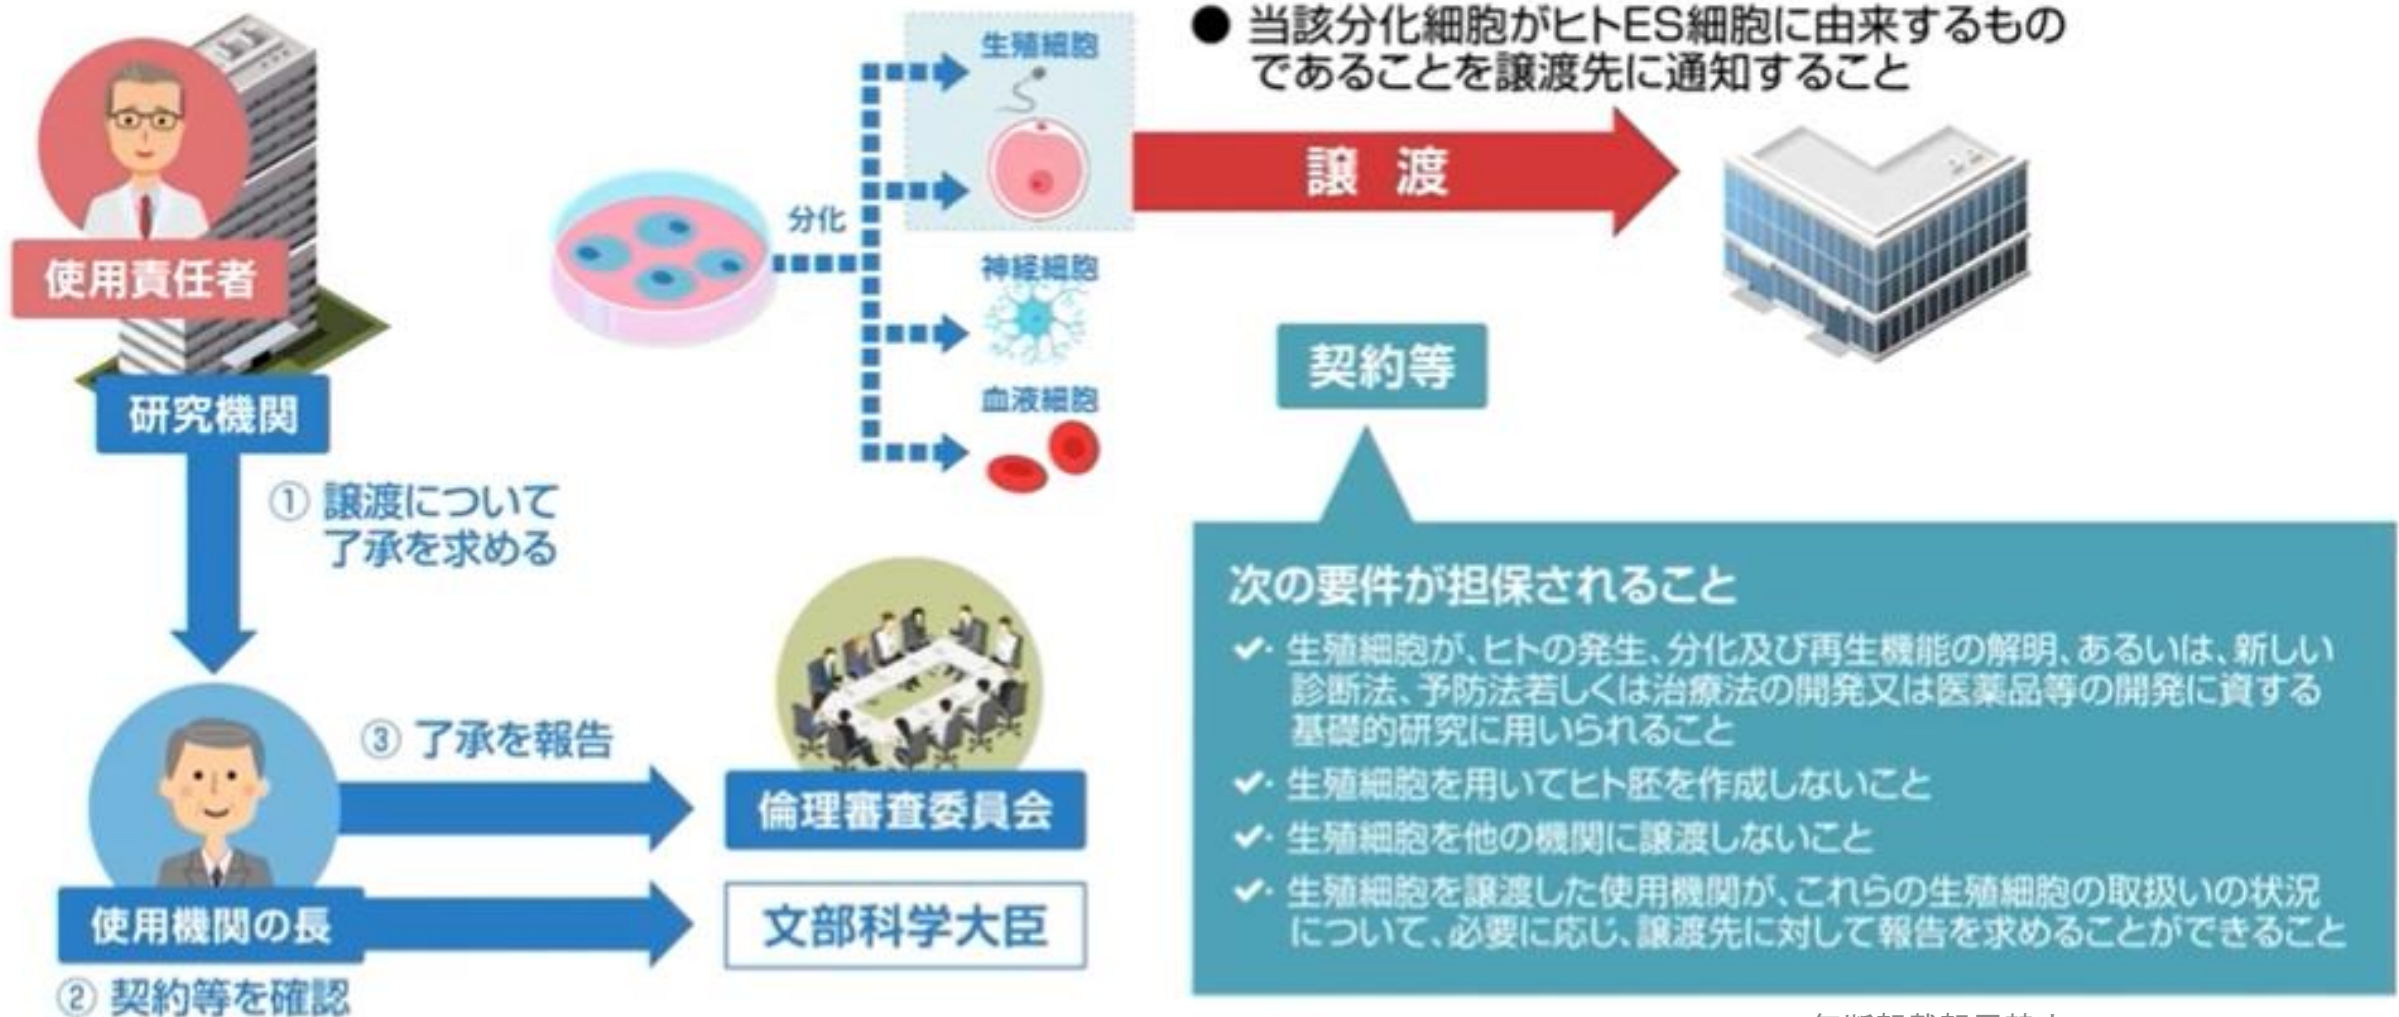 ● 当該分化細胞がヒトES細胞に由来するもの
であることを譲渡先に通知すること
生殖細胞
譲 渡
分化
使用責任者
神経細胞
契約等
血液細胞
研究機関
① 譲渡について
了承を求める
次の要件が担保されること
生殖細胞が、ヒトの発生、分化及び再生機能の解明、あるいは、新しい
診断法、予防法若しくは治療法の開発又は医薬品等の開発に資する
基礎的研究に用いられること
生殖細胞を用いてヒト胚を作成しないこと
生殖細胞を他の機関に譲渡しないこと
生殖細胞を譲渡した使用機関が、これらの生殖細胞の取扱いの状況
について、必要に応じ、譲渡先に対して報告を求めることができること
③ 了承を報告
倫理審査委員会
使用機関の長
文部科学大臣
② 契約等を確認